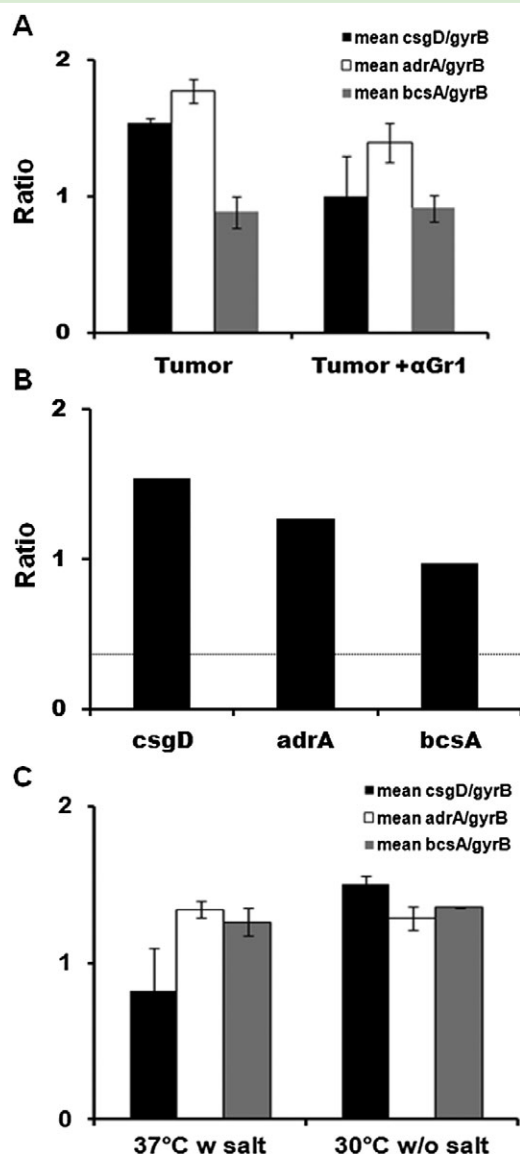 A
mean csgD/gyrB
mean adrA/gyrB
mean bcsA/gyrB
2
1
0
Ratio
Tumor
Tumor +αGr1
B
2
1
0
Ratio
csgD
adrA
bcsA
C
mean csgD/gyrB
mean adrA/gyrB
mean bcsA/gyrB
2
1
0
37°C w salt
30°C w/o salt